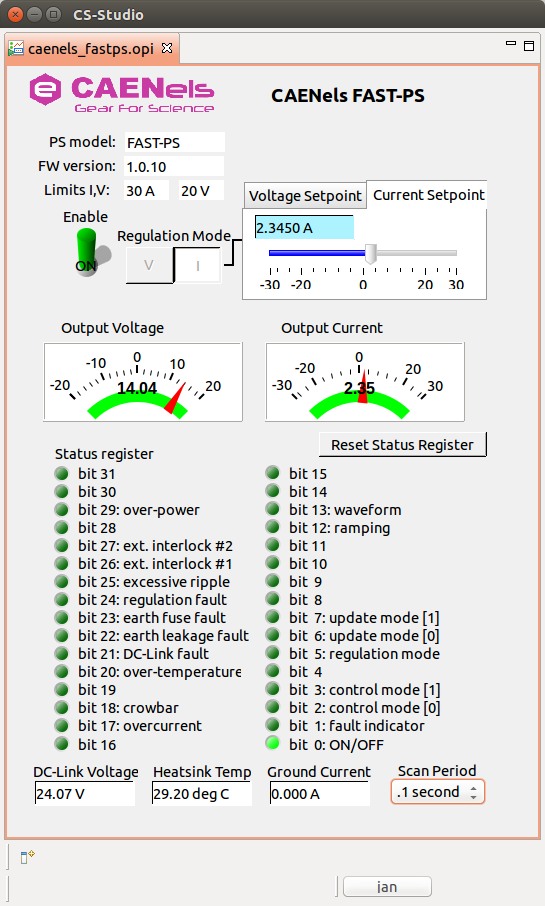 CS-Studio
caenels_fastps.opi
CAENels
Gear For Science
CAENels FAST-PS
PS model: FAST-PS
FW version: 1.0.10
Limits I,V: 30 A 20 V
Enable
ON
Regulation Mode
V I
Voltage Setpoint Current Setpoint
2.3450 A
-30 -20 0 20 30
Output Voltage
-20 -10 0 10 20
14.04
Output Current
-30 -20 0 20 30
2.35
Reset Status Register
Status register
bit 31
bit 30
bit 29: over-power
bit 28
bit 27: ext. interlock #2
bit 26: ext. interlock #1
bit 25: excessive ripple
bit 24: regulation fault
bit 23: earth fuse fault
bit 22: earth leakage fault
bit 21: DC-Link fault
bit 20: over-temperature
bit 19
bit 18: crowbar
bit 17: overcurrent
bit 16
bit 15
bit 14
bit 13: waveform
bit 12: ramping
bit 11
bit 10
bit 9
bit 8
bit 7: update mode [1]
bit 6: update mode [0]
bit 5: regulation mode
bit 4
bit 3: control mode [1]
bit 2: control mode [0]
bit 1: fault indicator
bit 0: ON/OFF
DC-Link Voltage
24.07 V
Heatsink Temp
29.20 deg C
Ground Current
0.000 A
Scan Period
.1 second
jan